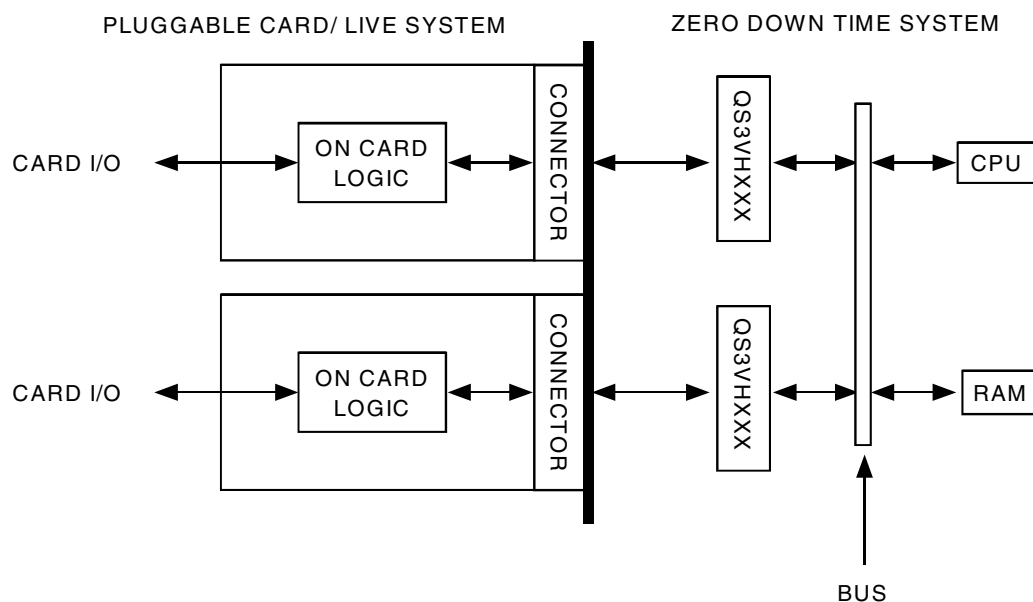 PLUGGABLE CARD/ LIVE SYSTEM
ZERO DOWN TIME SYSTEM
CARD I/O
ON CARD
LOGIC
CONNECTOR
QS3VHXXX
CPU
CARD I/O
ON CARD
LOGIC
CONNECTOR
QS3VHXXX
RAM
BUS